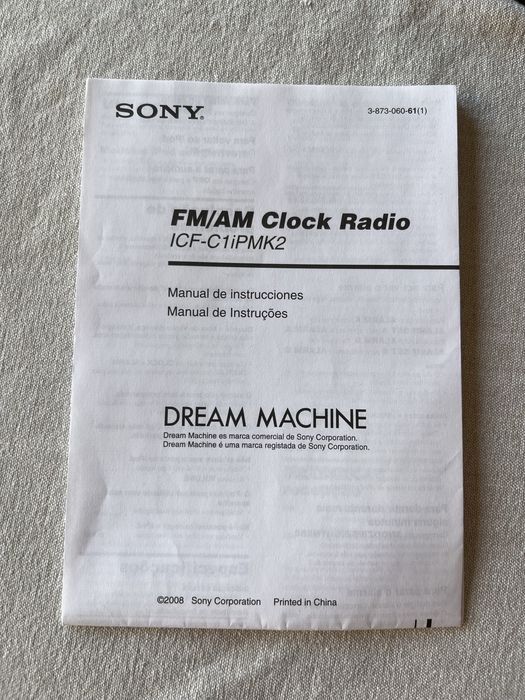 SONY®
3-873-060-61(1)
FM/AM Clock Radio
ICF-C1iPMK2
Manual de instrucciones
Manual de Instruções
DREAM MACHINE
Dream Machine es marca comercial de Sony Corporation.
Dream Machine é uma marca registada de Sony Corporation.
©2008 Sony Corporation Printed in China